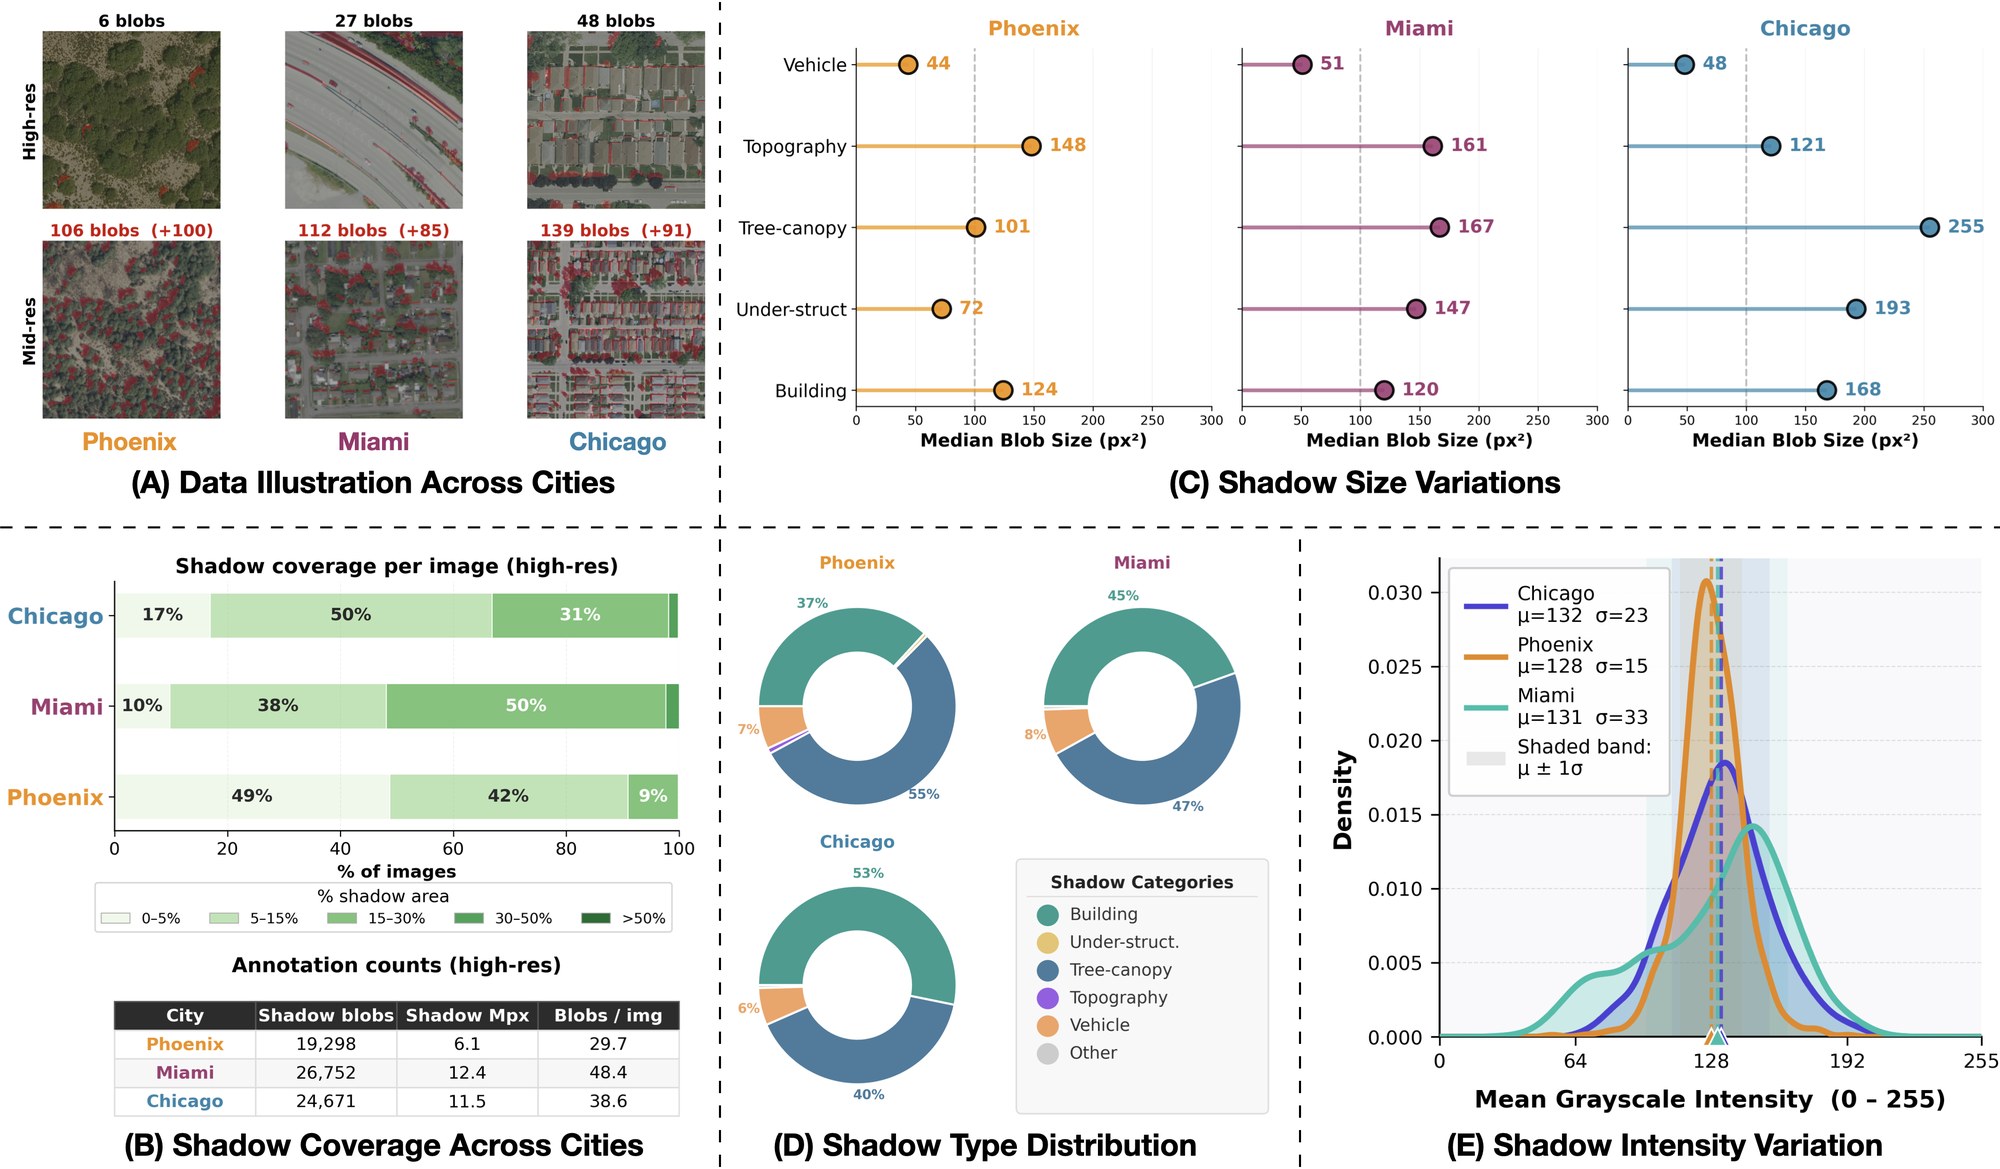 6 blobs
27 blobs
48 blobs
High-res
106 blobs (+100)
112 blobs (+85)
139 blobs (+91)
Mid-res
Phoenix
Miami
Chicago
(A) Data Illustration Across Cities
Phoenix
Miami
Chicago
Vehicle
44
51
48
Topography
148
161
121
Tree-canopy
101
167
255
Under-struct
72
147
193
Building
124
120
168
0 50 100 150 200 250 300
0 50 100 150 200 250 300
0 50 100 150 200 250 300
Median Blob Size (px²)
Median Blob Size (px²)
Median Blob Size (px²)
(C) Shadow Size Variations
Shadow coverage per image (high-res)
Chicago
17% 50% 31%
Miami
10% 38% 50%
Phoenix
49% 42% 9%
0 20 40 60 80 100
% of images
% shadow area
0–5% 5–15% 15–30% 30–50% >50%
Annotation counts (high-res)
City Shadow blobs Shadow Mpx Blobs / img
Phoenix 19,298 6.1 29.7
Miami 26,752 12.4 48.4
Chicago 24,671 11.5 38.6
(B) Shadow Coverage Across Cities
Phoenix
37%
7%
55%
Miami
45%
8%
47%
Chicago
53%
6%
40%
Shadow Categories
Building
Under-struct.
Tree-canopy
Topography
Vehicle
Other
(D) Shadow Type Distribution
Density
0.030
0.025
0.020
0.015
0.010
0.005
0.000
Chicago
μ=132 σ=23
Phoenix
μ=128 σ=15
Miami
μ=131 σ=33
Shaded band:
μ ± 1σ
0 64 128 192 255
Mean Grayscale Intensity (0 – 255)
(E) Shadow Intensity Variation